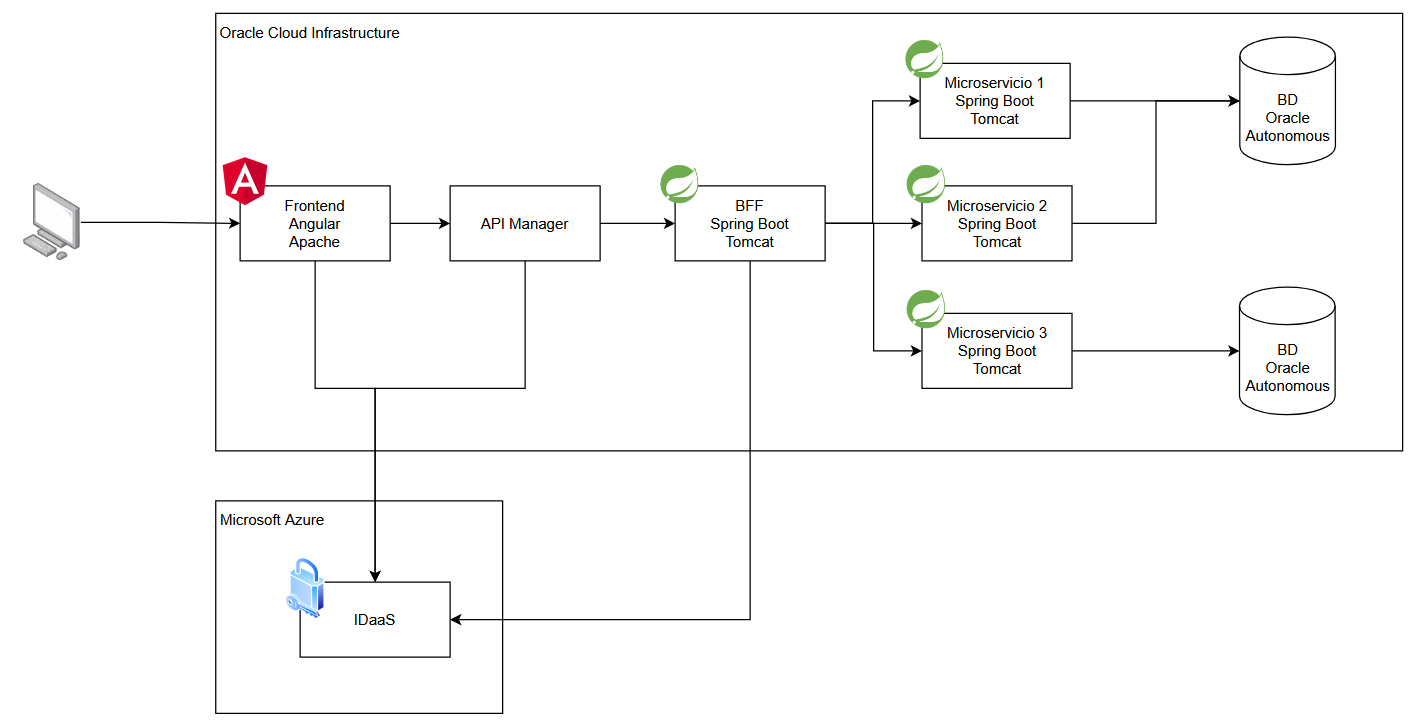 Oracle Cloud Infrastructure
Frontend
Angular
Apache
API Manager
BFF
Spring Boot
Tomcat
Microservicio 1
Spring Boot
Tomcat
Microservicio 2
Spring Boot
Tomcat
Microservicio 3
Spring Boot
Tomcat
BD
Oracle
Autonomous
BD
Oracle
Autonomous
Microsoft Azure
IDaaS